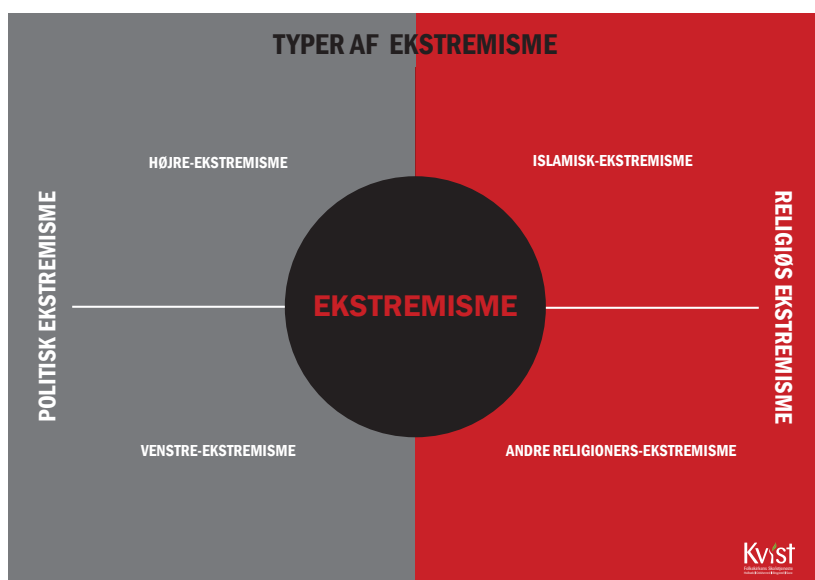 TYPER AF EKSTREMISME
HØJRE-EKSTREMISME
ISLAMISK-EKSTREMISME
POLITISK EKSTREMISME
EKSTREMISME
RELIGIØS EKSTREMISME
VENSTRE-EKSTREMISME
ANDRE RELIGIONERS-EKSTREMISME
Kvist